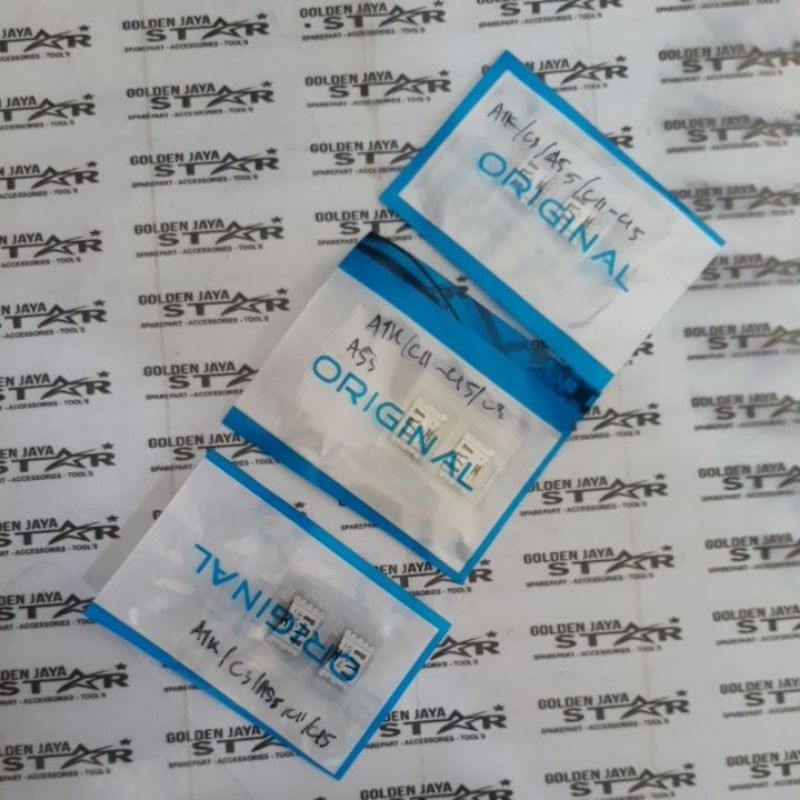 GOLDEN JAYA
STAR
SPAREPART - ACCESSORIES - TOOL'S
A1K/C3/A5s/C11-C15
ORIGINAL
A1K/C11-C15/C3
A5s
ORIGINAL
ORIGINAL
A1K/C3/A5s/C11/C15